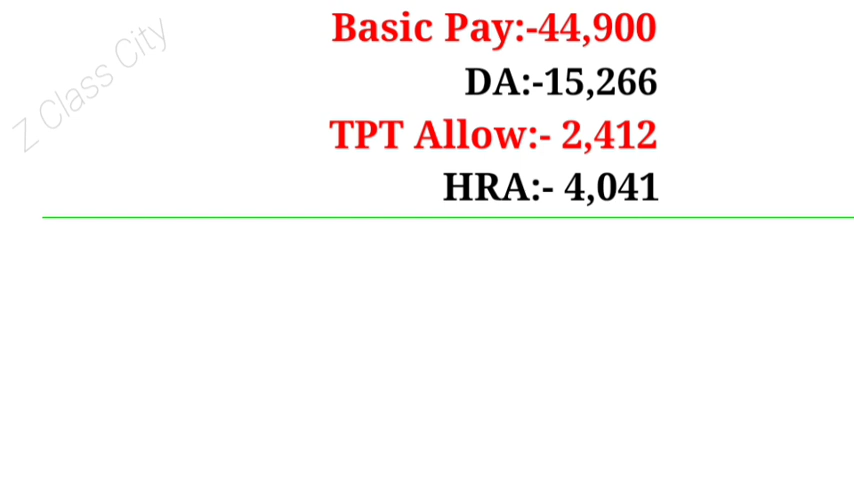 Z Class City
Basic Pay:-44,900
DA:-15,266
TPT Allow:- 2,412
HRA:- 4,041